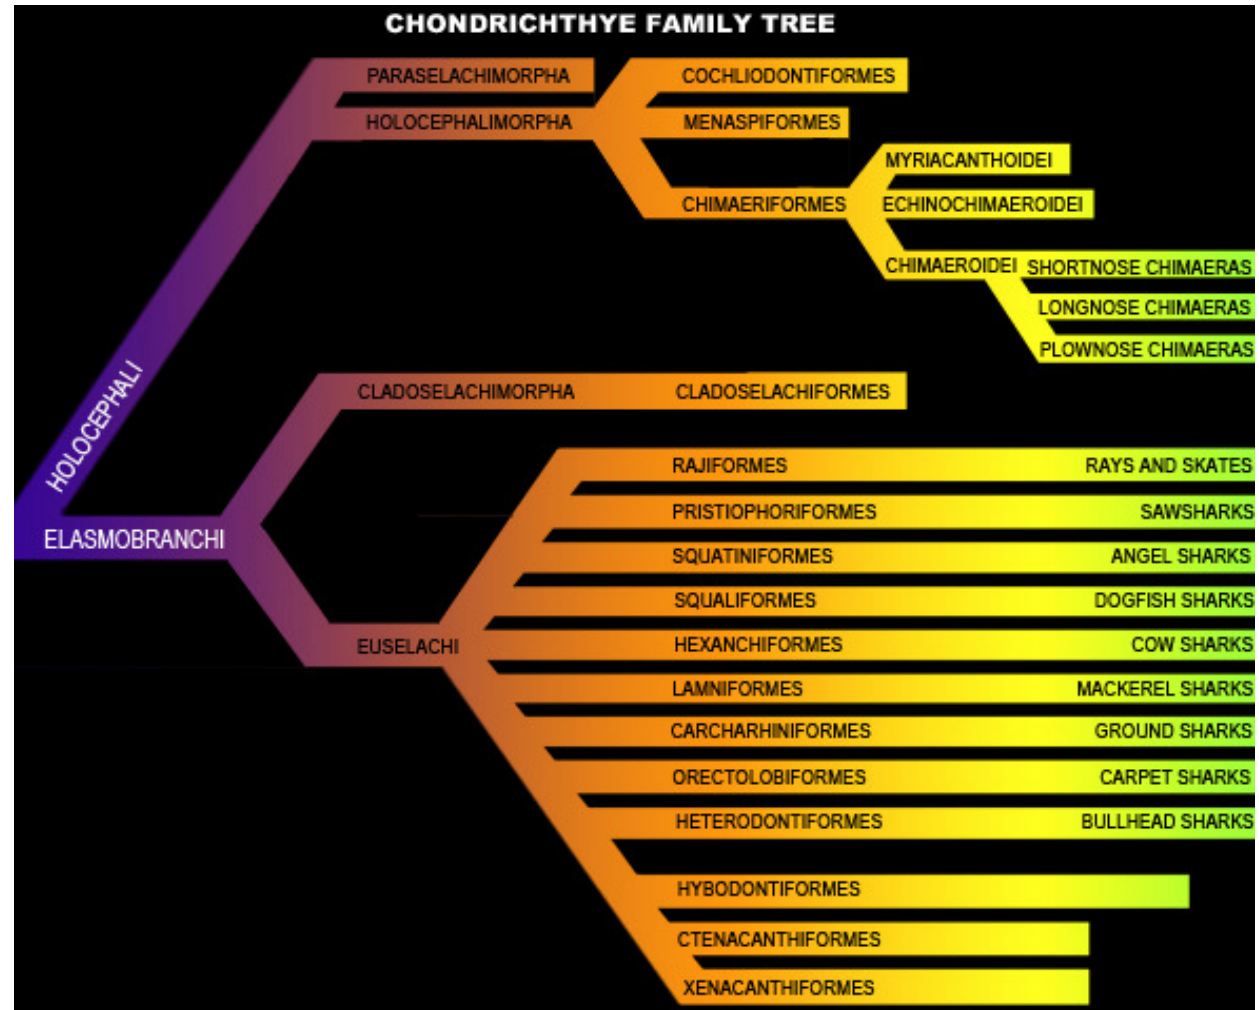 CHONDRICHTHYE FAMILY TREE
PARASELACHIMORPHA
COCHLIODONTIFORMES
HOLOCEPHALIMORPHA
MENASPIFORMES
MYRIACANTHOIDEI
CHIMAERIFORMES
ECHINOCHIMAEROIDEI
CHIMAEROIDEI
SHORTNOSE CHIMAERAS
LONGNOSE CHIMAERAS
PLOWNOSE CHIMAERAS
HOLOCEPHALI
CLADOSELACHIMORPHA
CLADOSELACHIFORMES
ELASMOBRANCHI
EUSELACHI
RAJIFORMES
RAYS AND SKATES
PRISTIOPHORIFORMES
SAWSHARKS
SQUATINIFORMES
ANGEL SHARKS
SQUALIFORMES
DOGFISH SHARKS
HEXANCHIFORMES
COW SHARKS
LAMNIFORMES
MACKEREL SHARKS
CARCHARHINIFORMES
GROUND SHARKS
ORECTOLOBIFORMES
CARPET SHARKS
HETERODONTIFORMES
BULLHEAD SHARKS
HYBODONTIFORMES
CTENACANTHIFORMES
XENACANTHIFORMES